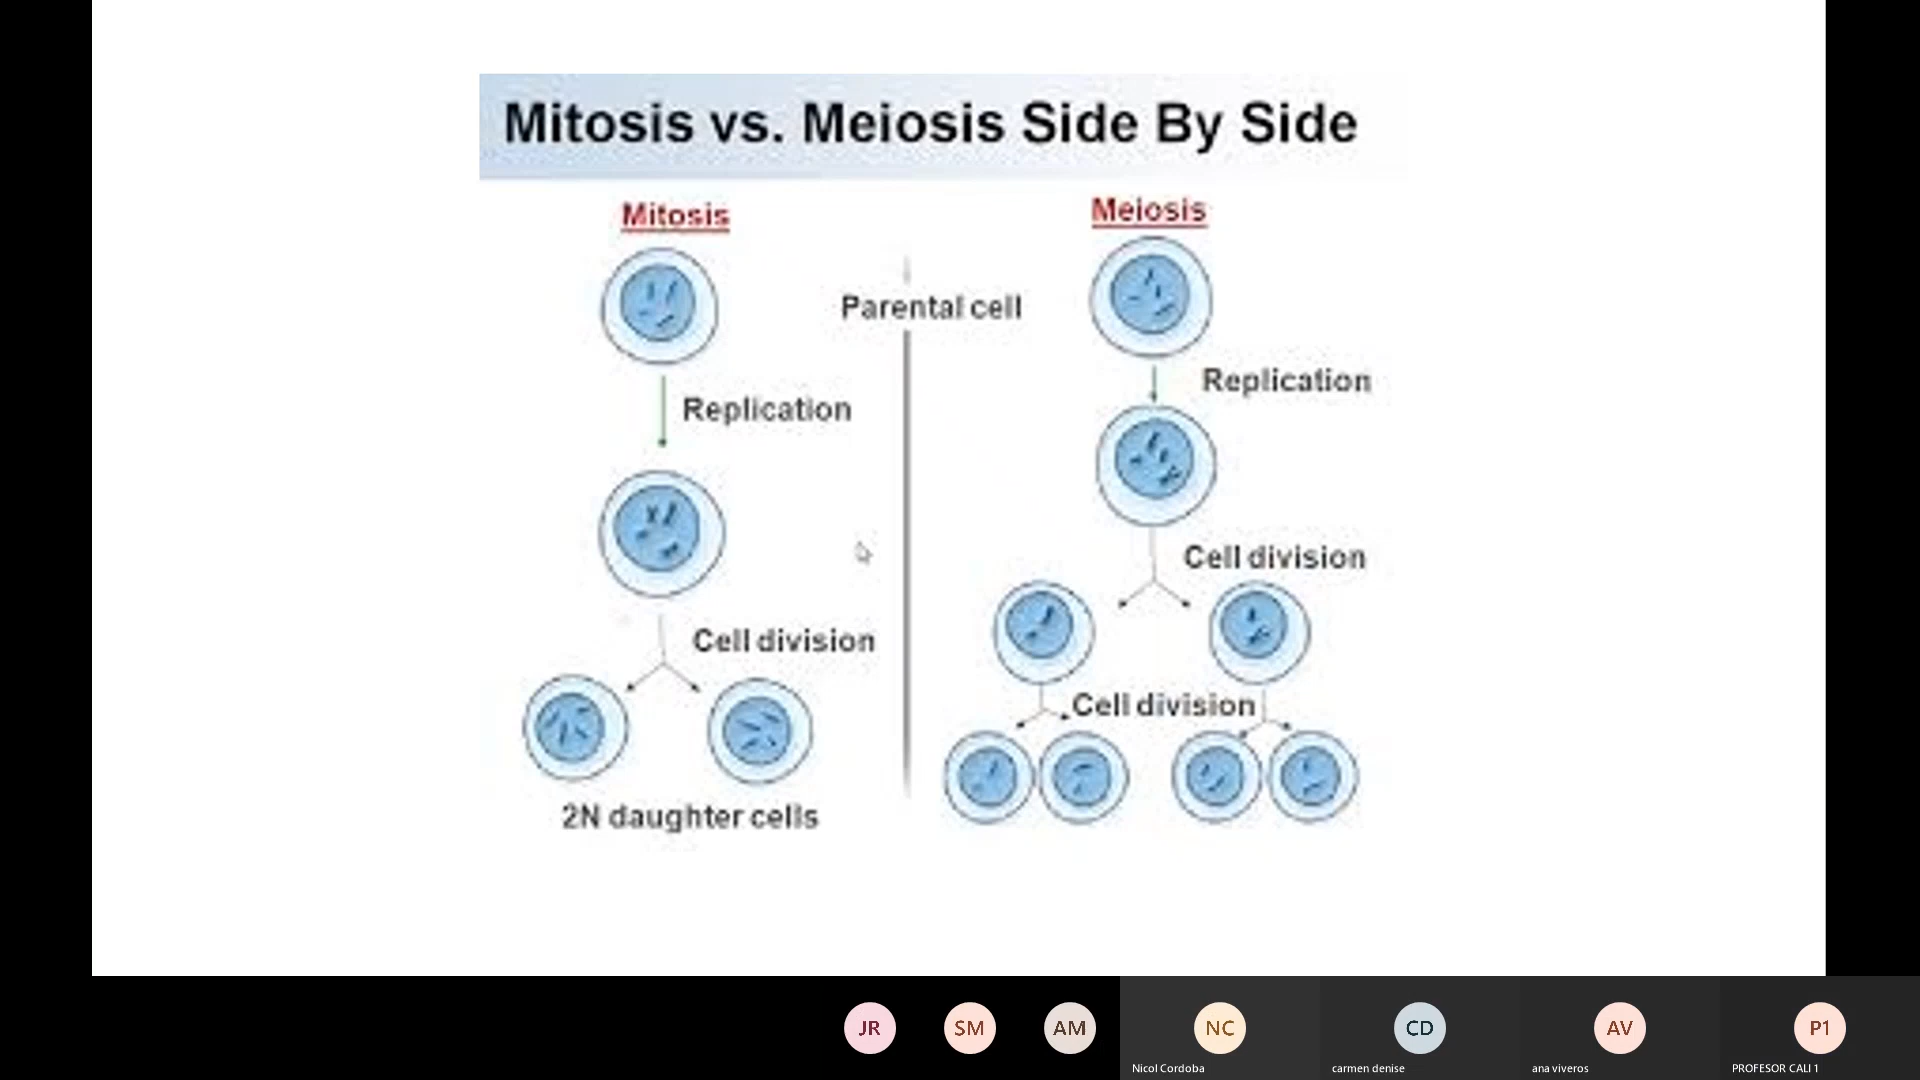 Mitosis vs. Meiosis Side By Side
Mitosis
Meiosis
Parental cell
Replication
Replication
Cell division
Cell division
Cell division
2N daughter cells
JR
SM
AM
NC
CD
AV
P1
Nicol Cordoba
carmen denise
ana viveros
PROFESOR CALI 1